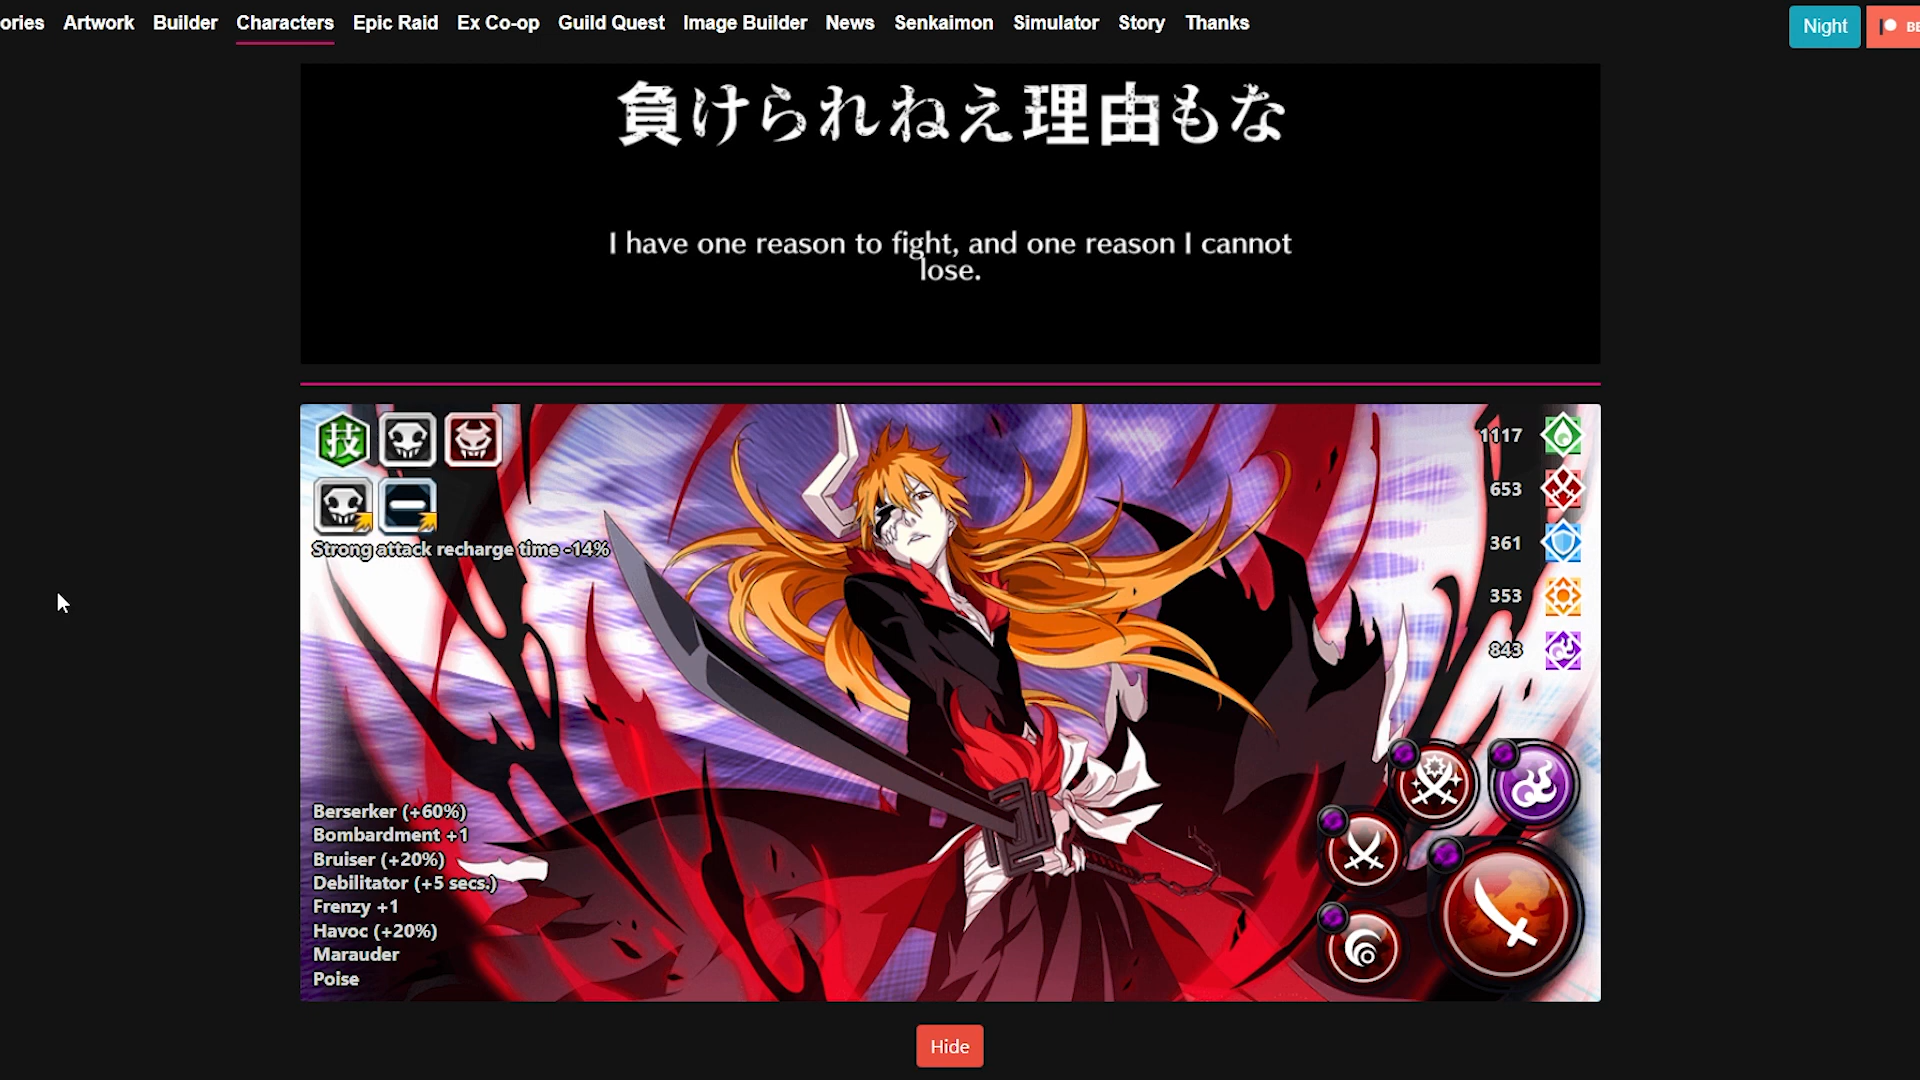 ories Artwork Builder Characters Epic Raid Ex Co-op Guild Quest Image Builder News Senkaimon Simulator Story Thanks Night BE
負けられねえ理由もな
I have one reason to fight, and one reason I cannot
lose.
技
1117
653
361
353
843
Strong attack recharge time -14%
Berserker (+60%)
Bombardment +1
Bruiser (+20%)
Debilitator (+5 secs.)
Frenzy +1
Havoc (+20%)
Marauder
Poise
Hide